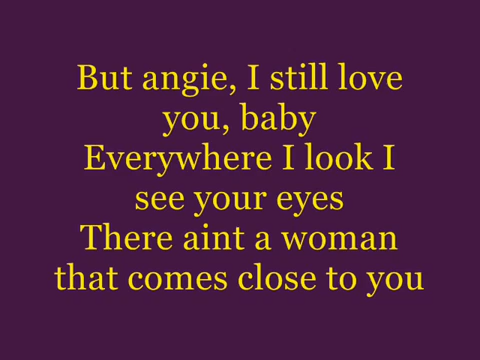 But angie, I still love
you, baby
Everywhere I look I
see your eyes
There aint a woman
that comes close to you